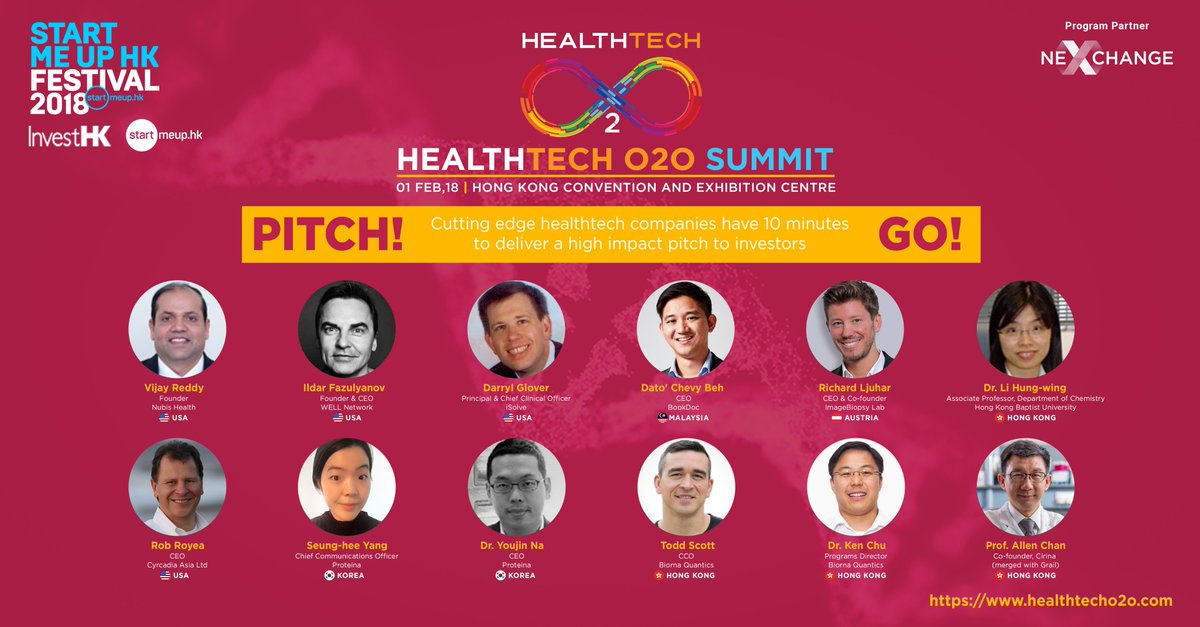 START
ME UP HK
FESTIVAL
2018 startmeup.hk
InvestHK startmeup.hk
HEALTHTECH
2
HEALTHTECH O2O SUMMIT
01 FEB,18 | HONG KONG CONVENTION AND EXHIBITION CENTRE
Program Partner
NEXCHANGE
PITCH!
Cutting edge healthtech companies have 10 minutes
to deliver a high impact pitch to investors
GO!
Vijay Reddy
Founder
Nubis Health
USA
Ildar Fazulyanov
Founder & CEO
WELL Network
USA
Darryl Glover
Principal & Chief Clinical Officer
iSolve
USA
Dato' Chevy Beh
CEO
BookDoc
MALAYSIA
Richard Ljuhar
CEO & Co-founder
ImageBiopsy Lab
AUSTRIA
Dr. Li Hung-wing
Associate Professor, Department of Chemistry
Hong Kong Baptist University
HONG KONG
Rob Royea
CEO
Cyrcadia Asia Ltd
USA
Seung-hee Yang
Chief Communications Officer
Proteina
KOREA
Dr. Youjin Na
CEO
Proteina
KOREA
Todd Scott
CCO
Biorna Quantics
HONG KONG
Dr. Ken Chu
Programs Director
Biorna Quantics
HONG KONG
Prof. Allen Chan
Co-founder, Cirina
(merged with Grail)
HONG KONG
https://www.healthtecho2o.com